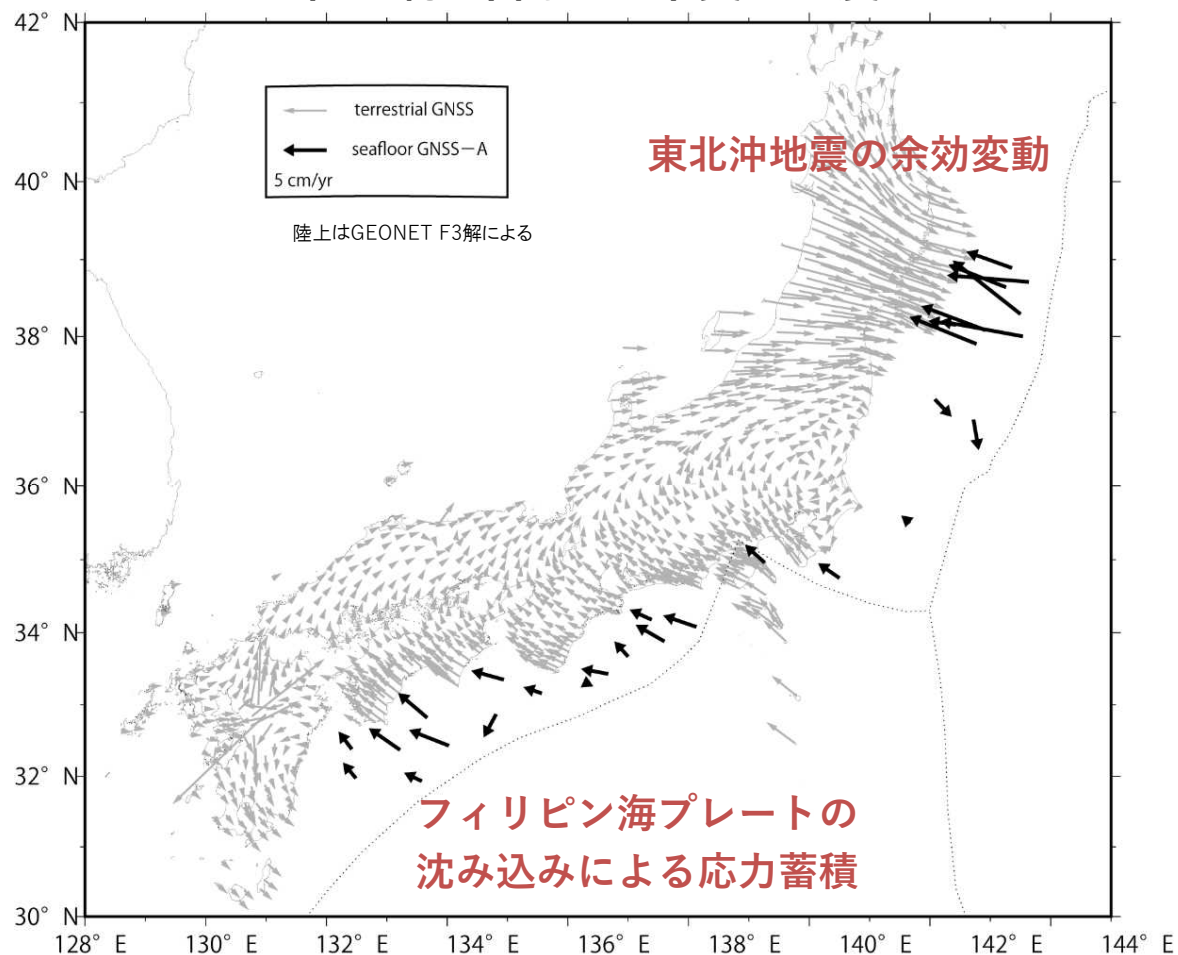 42° N
terrestrial GNSS
seafloor GNSS－A
5 cm/yr
陸上はGEONET F3解による
東北沖地震の余効変動
40° N
38° N
36° N
34° N
32° N
フィリピン海プレートの
沈み込みによる応力蓄積
30° N
128° E 130° E 132° E 134° E 136° E 138° E 140° E 142° E 144° E